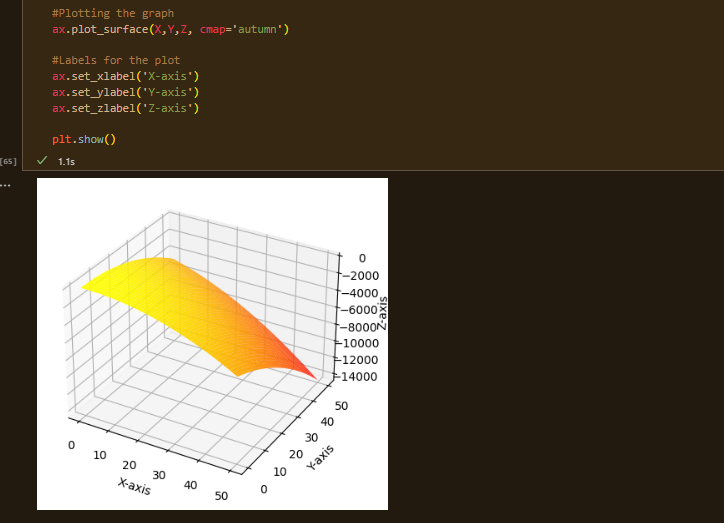 #Plotting the graph
ax.plot_surface(X,Y,Z, cmap='autumn')
#Labels for the plot
ax.set_xlabel('X-axis')
ax.set_ylabel('Y-axis')
ax.set_zlabel('Z-axis')
plt.show()
[65] ✓ 1.1s
...
0
−2000
−4000
−6000
−8000
−10000
−12000
−14000
Z-axis
50
40
30
20
10
0
Y-axis
0
10
20
30
40
50
X-axis